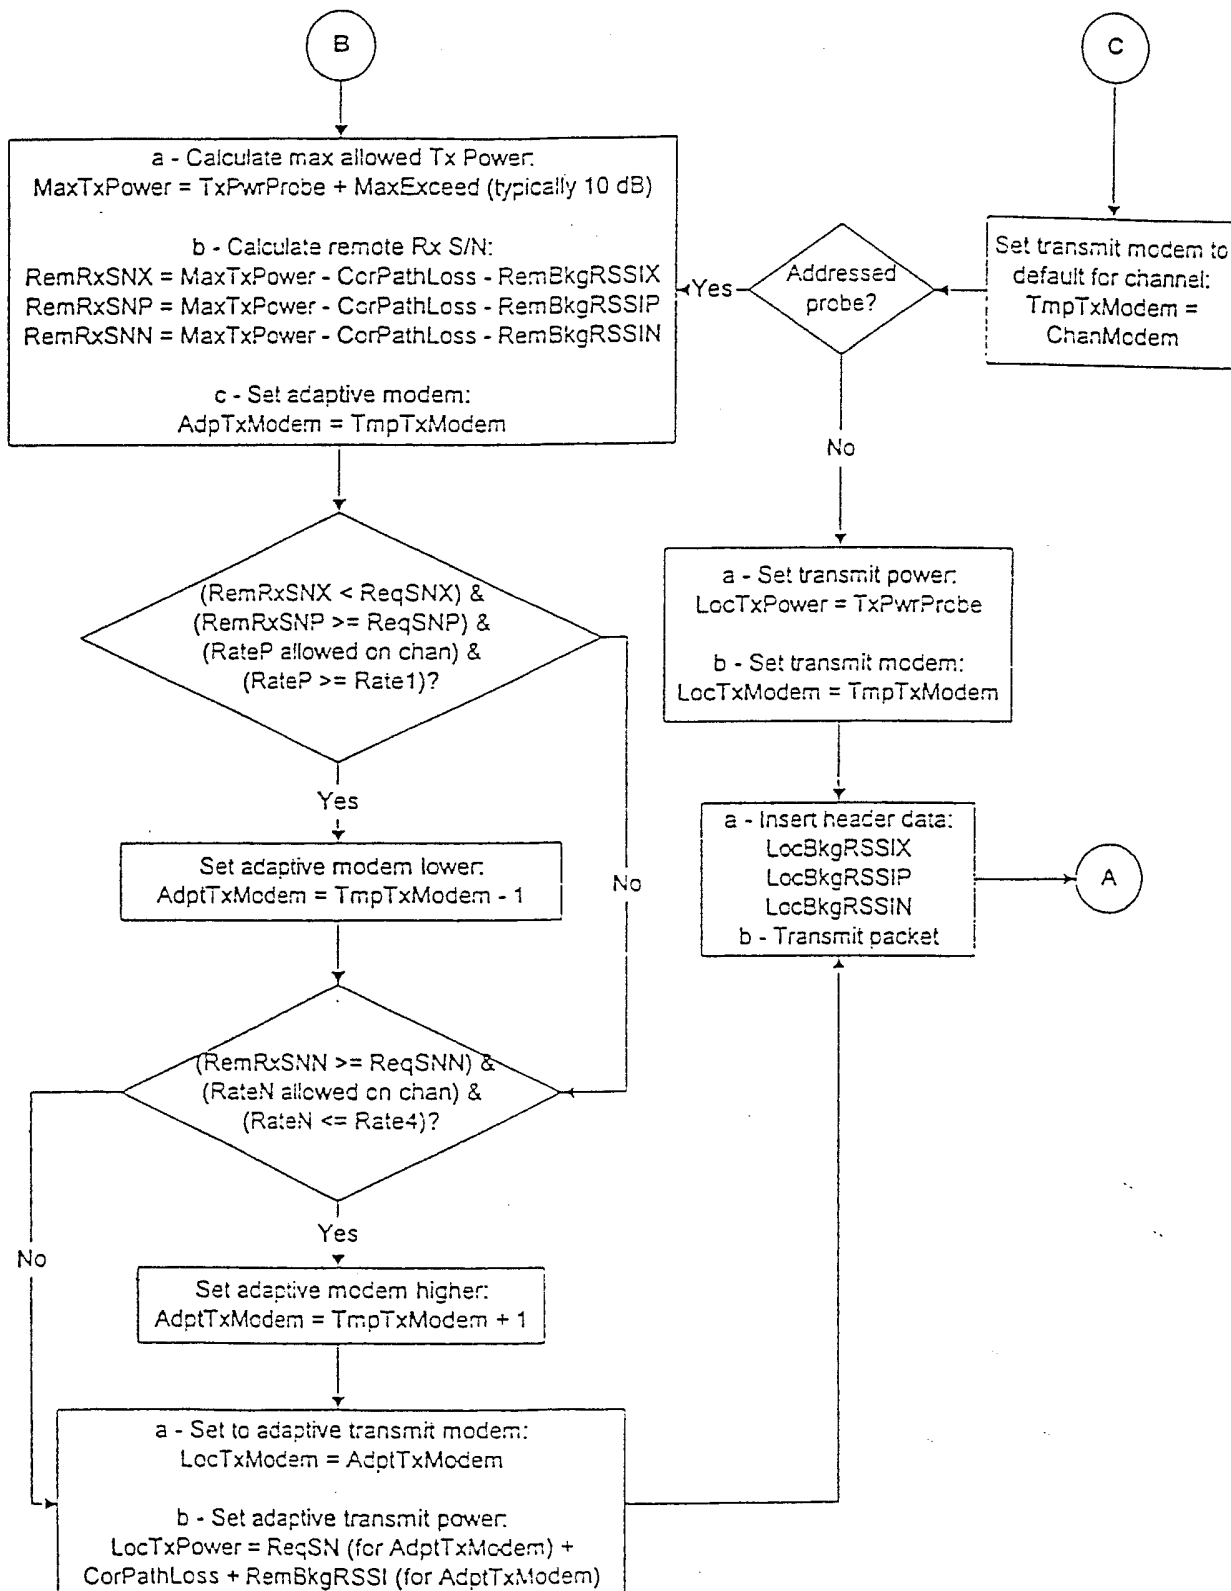 B
a - Calculate max allowed Tx Power:
MaxTxPower = TxPwrProbe + MaxExceed (typically 10 dB)
b - Calculate remote Rx S/N:
RemRxSNX = MaxTxPower - CorPathLoss - RemBkgRSSIX
RemRxSNP = MaxTxPower - CorPathLoss - RemBkgRSSIP
RemRxSNN = MaxTxPower - CorPathLoss - RemBkgRSSIN
c - Set adaptive modem:
AdpTxModem = TmpTxModem
(RemRxSNX < ReqSNX) &
(RemRxSNP >= ReqSNP) &
(RateP allowed on chan) &
(RateP >= Rate1)?
Yes
No
Set adaptive modem lower:
AdptTxModem = TmpTxModem - 1
(RemRxSNN >= ReqSNN) &
(RateN allowed on chan) &
(RateN <= Rate4)?
Yes
No
Set adaptive modem higher:
AdptTxModem = TmpTxModem + 1
a - Set to adaptive transmit modem:
LocTxModem = AdptTxModem
b - Set adaptive transmit power:
LocTxPower = ReqSN (for AdptTxModem) +
CorPathLoss + RemBkgRSSI (for AdptTxModem)
C
Set transmit modem to
default for channel:
TmpTxModem =
ChanModem
Addressed
probe?
Yes
No
a - Set transmit power:
LocTxPower = TxPwrProbe
b - Set transmit modem:
LocTxModem = TmpTxModem
a - Insert header data:
LocBkgRSSIX
LocBkgRSSIP
LocBkgRSSIN
b - Transmit packet
A